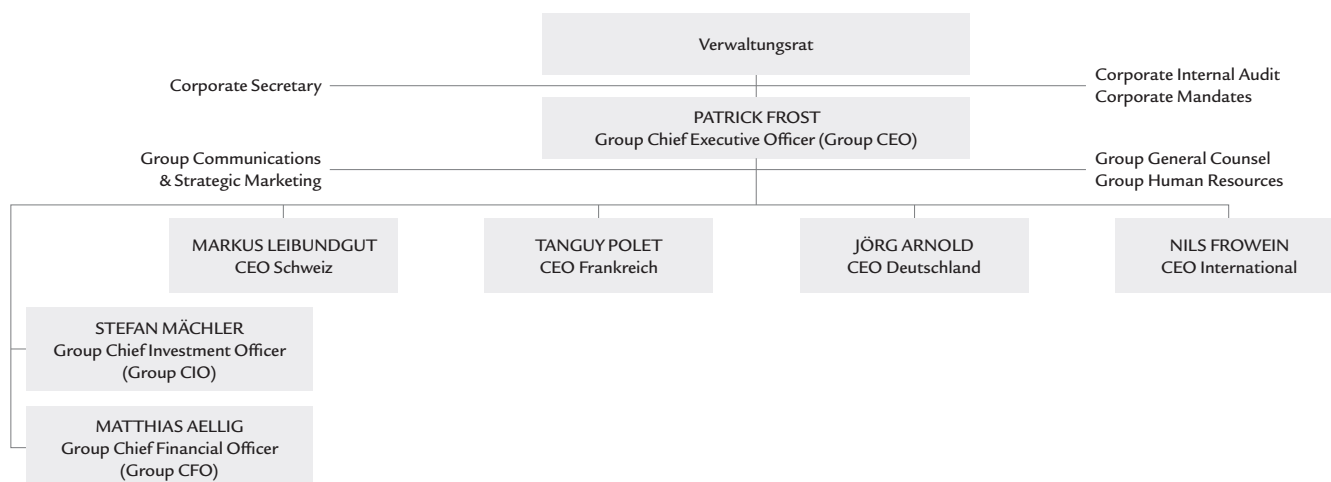 Verwaltungsrat
Corporate Secretary
Corporate Internal Audit
Corporate Mandates
PATRICK FROST
Group Chief Executive Officer (Group CEO)
Group Communications
& Strategic Marketing
Group General Counsel
Group Human Resources
MARKUS LEIBUNDGUT
CEO Schweiz
TANGUY POLET
CEO Frankreich
JÖRG ARNOLD
CEO Deutschland
NILS FROWEIN
CEO International
STEFAN MÄCHLER
Group Chief Investment Officer
(Group CIO)
MATTHIAS AELLIG
Group Chief Financial Officer
(Group CFO)